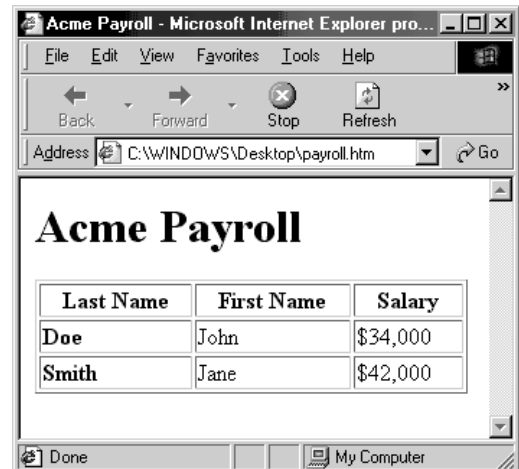 Acme Payroll - Microsoft Internet Explorer pro...
File Edit View Favorites Tools Help
Back Forward Stop Refresh »
Address C:\WINDOWS\Desktop\payroll.htm Go
Acme Payroll
Last Name First Name Salary
Doe John $34,000
Smith Jane $42,000
Done My Computer